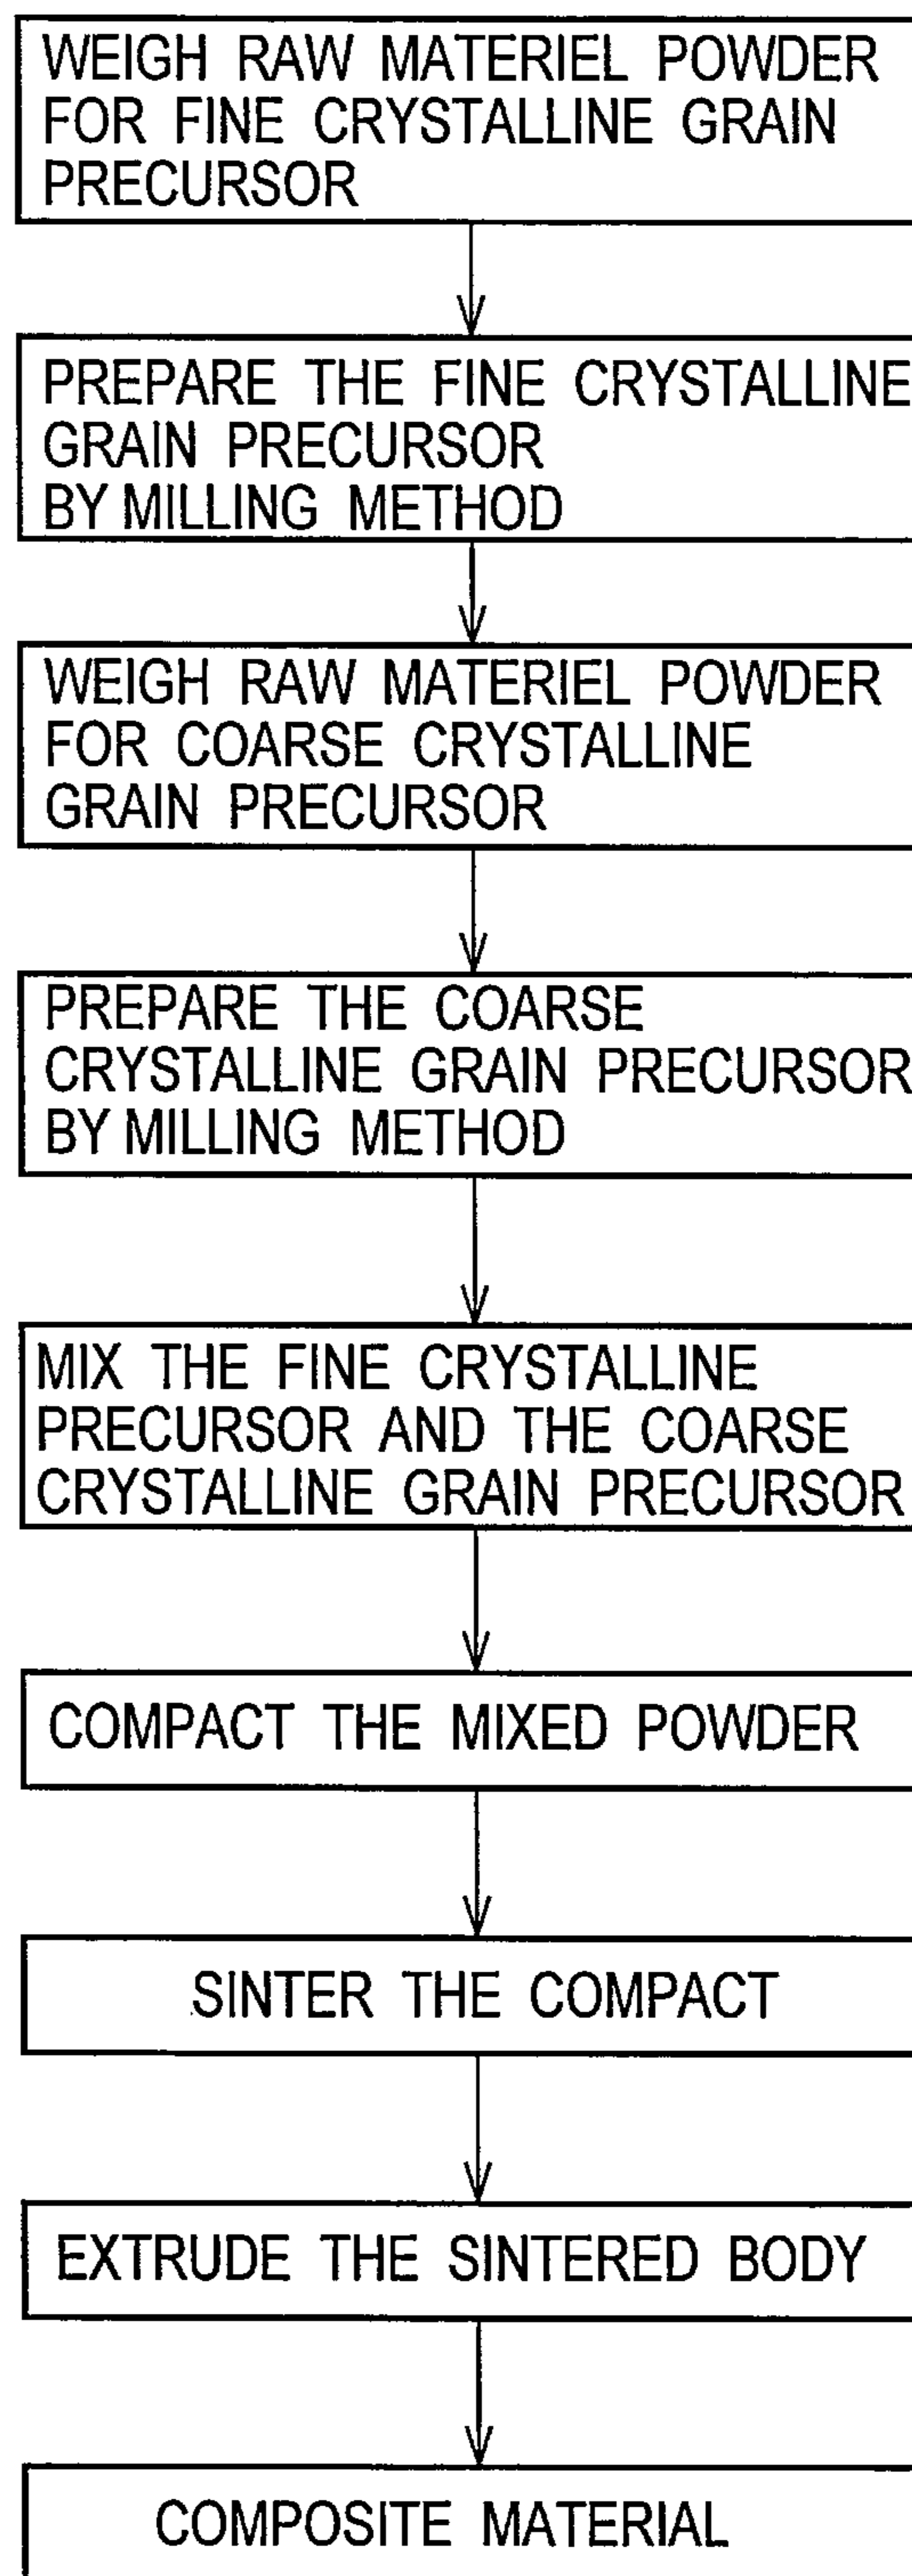 WEIGH RAW MATERIEL POWDER
FOR FINE CRYSTALLINE GRAIN
PRECURSOR
PREPARE THE FINE CRYSTALLINE
GRAIN PRECURSOR
BY MILLING METHOD
WEIGH RAW MATERIEL POWDER
FOR COARSE CRYSTALLINE
GRAIN PRECURSOR
PREPARE THE COARSE
CRYSTALLINE GRAIN PRECURSOR
BY MILLING METHOD
MIX THE FINE CRYSTALLINE
PRECURSOR AND THE COARSE
CRYSTALLINE GRAIN PRECURSOR
COMPACT THE MIXED POWDER
SINTER THE COMPACT
EXTRUDE THE SINTERED BODY
COMPOSITE MATERIAL